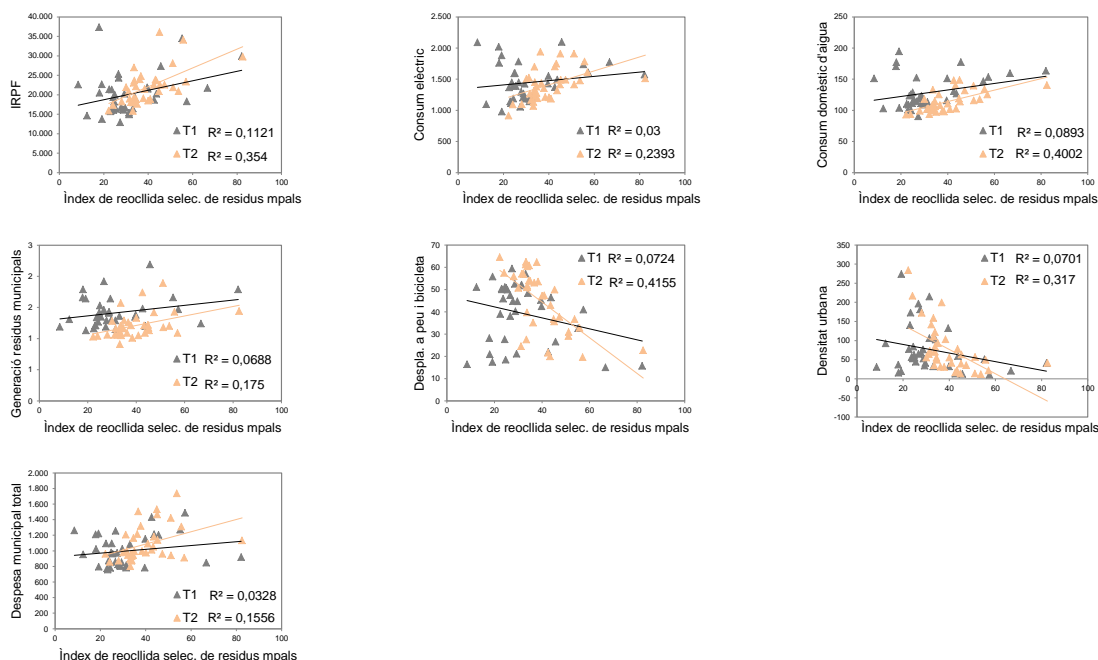 40.000
35.000
30.000
25.000
20.000
15.000
10.000
5.000
0
IRPF
T1 R² = 0,1121
T2 R² = 0,354
0 20 40 60 80 100
Ìndex de reocllida selec. de residus mpals
2.500
2.000
1.500
1.000
500
0
Consum elèctric
T1 R² = 0,03
T2 R² = 0,2393
0 20 40 60 80 100
Ìndex de reocllida selec. de residus mpals
250
200
150
100
50
0
Consum domèstic d'aigua
T1 R² = 0,0893
T2 R² = 0,4002
0 20 40 60 80 100
Ìndex de reocllida selec. de residus mpals
3
2
2
1
1
0
Generació residus municipals
T1
R² = 0,0688
T2 R² = 0,175
0 20 40 60 80 100
Ìndex de reocllida selec. de residus mpals
70
60
50
40
30
20
10
0
Despla. a peu i bicicleta
T1 R² = 0,0724
T2 R² = 0,4155
0 20 40 60 80 100
Ìndex de reocllida selec. de residus mpals
350
300
250
200
150
100
50
0
-50
-100
Densitat urbana
T1 R² = 0,0701
T2 R² = 0,317
0 20 40 60 80 100
Ìndex de reocllida selec. de residus mpals
2.000
1.800
1.600
1.400
1.200
1.000
800
600
400
200
0
Despesa municipal total
T1 R² = 0,0328
T2 R² = 0,1556
0 20 40 60 80 100
Ìndex de reocllida selec. de residus mpals